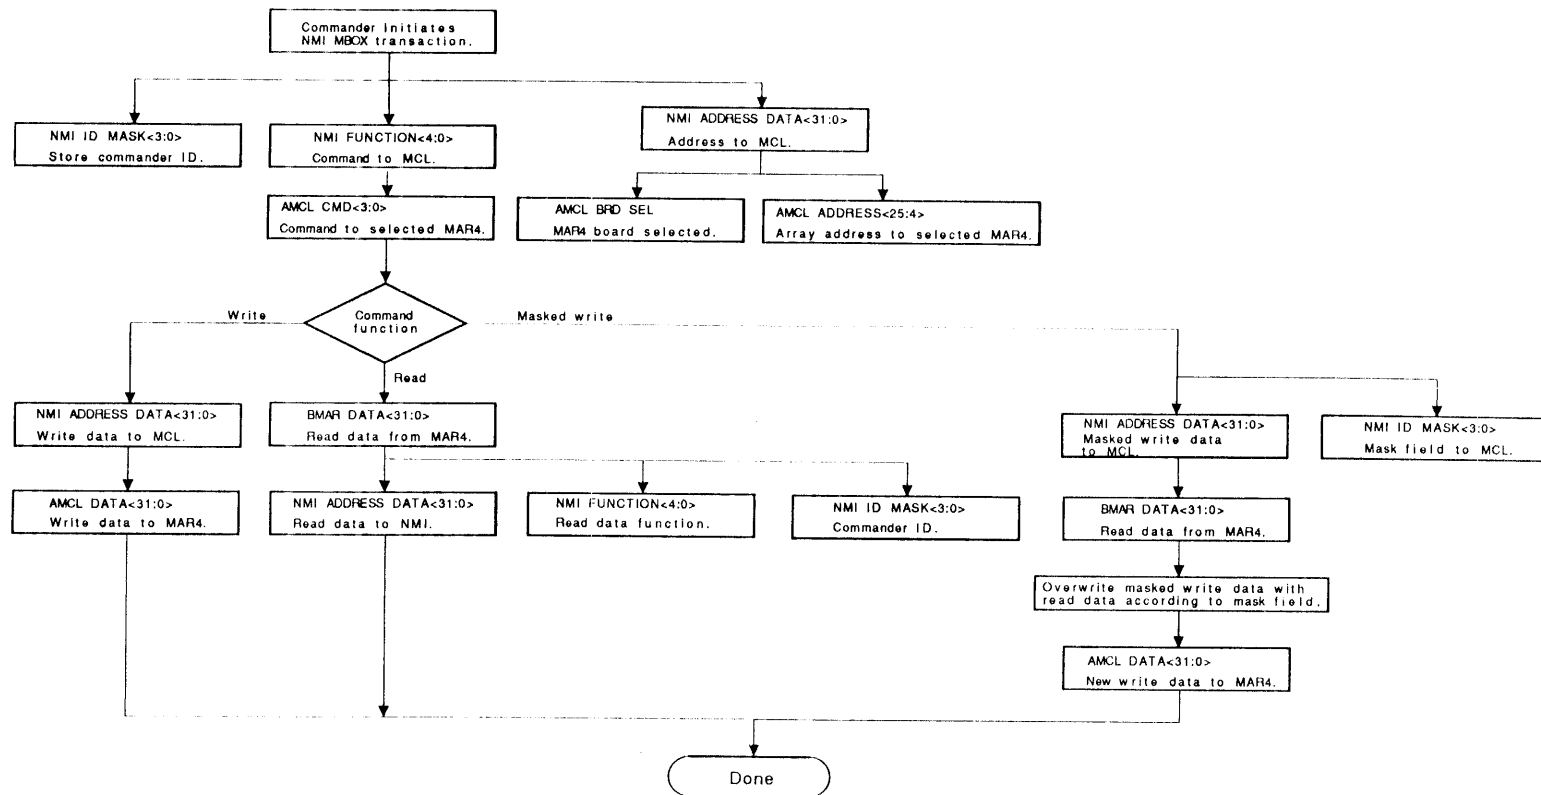 Commander initiates
NMI MBOX transaction.
NMI ID MASK<3:0>
Store commander ID.
NMI FUNCTION<4:0>
Command to MCL.
NMI ADDRESS DATA<31:0>
Address to MCL.
AMCL CMD<3:0>
Command to selected MAR4.
AMCL BRD SEL
MAR4 board selected.
AMCL ADDRESS<25:4>
Array address to selected MAR4.
Write
Command
function
Masked write
Read
NMI ADDRESS DATA<31:0>
Write data to MCL.
BMAR DATA<31:0>
Read data from MAR4.
NMI ADDRESS DATA<31:0>
Masked write data
to MCL.
NMI ID MASK<3:0>
Mask field to MCL.
AMCL DATA<31:0>
Write data to MAR4.
NMI ADDRESS DATA<31:0>
Read data to NMI.
NMI FUNCTION<4:0>
Read data function.
NMI ID MASK<3:0>
Commander ID.
BMAR DATA<31:0>
Read data from MAR4.
Overwrite masked write data with
read data according to mask field.
AMCL DATA<31:0>
New write data to MAR4.
Done